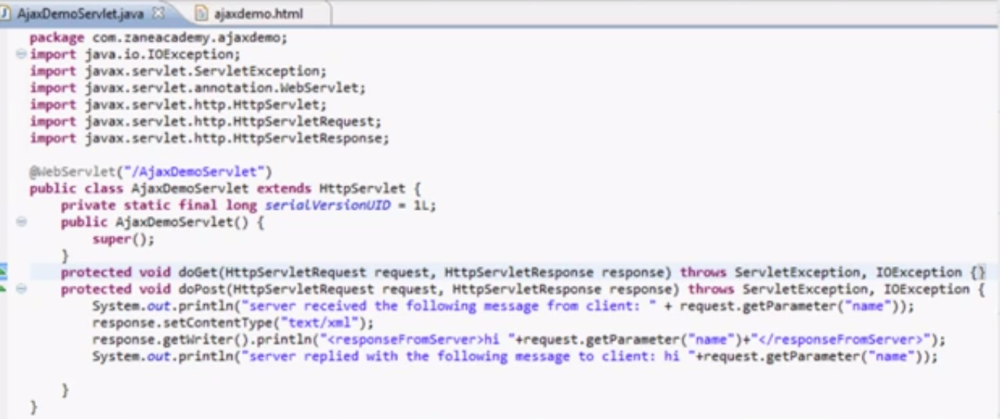 AjaxDemoServlet.java ajaxdemo.html
package com.zaneacademy.ajaxdemo;
import java.io.IOException;
import javax.servlet.ServletException;
import javax.servlet.annotation.WebServlet;
import javax.servlet.http.HttpServlet;
import javax.servlet.http.HttpServletRequest;
import javax.servlet.http.HttpServletResponse;
@WebServlet("/AjaxDemoServlet")
public class AjaxDemoServlet extends HttpServlet {
private static final long serialVersionUID = 1L;
public AjaxDemoServlet() {
super();
}
protected void doGet(HttpServletRequest request, HttpServletResponse response) throws ServletException, IOException {}
protected void doPost(HttpServletRequest request, HttpServletResponse response) throws ServletException, IOException {
System.out.println("server received the following message from client: " + request.getParameter("name"));
response.setContentType("text/xml");
response.getWriter().println("<responseFromServer>hi "+request.getParameter("name")+"</responseFromServer>");
System.out.println("server replied with the following message to client: hi "+request.getParameter("name"));
}
}